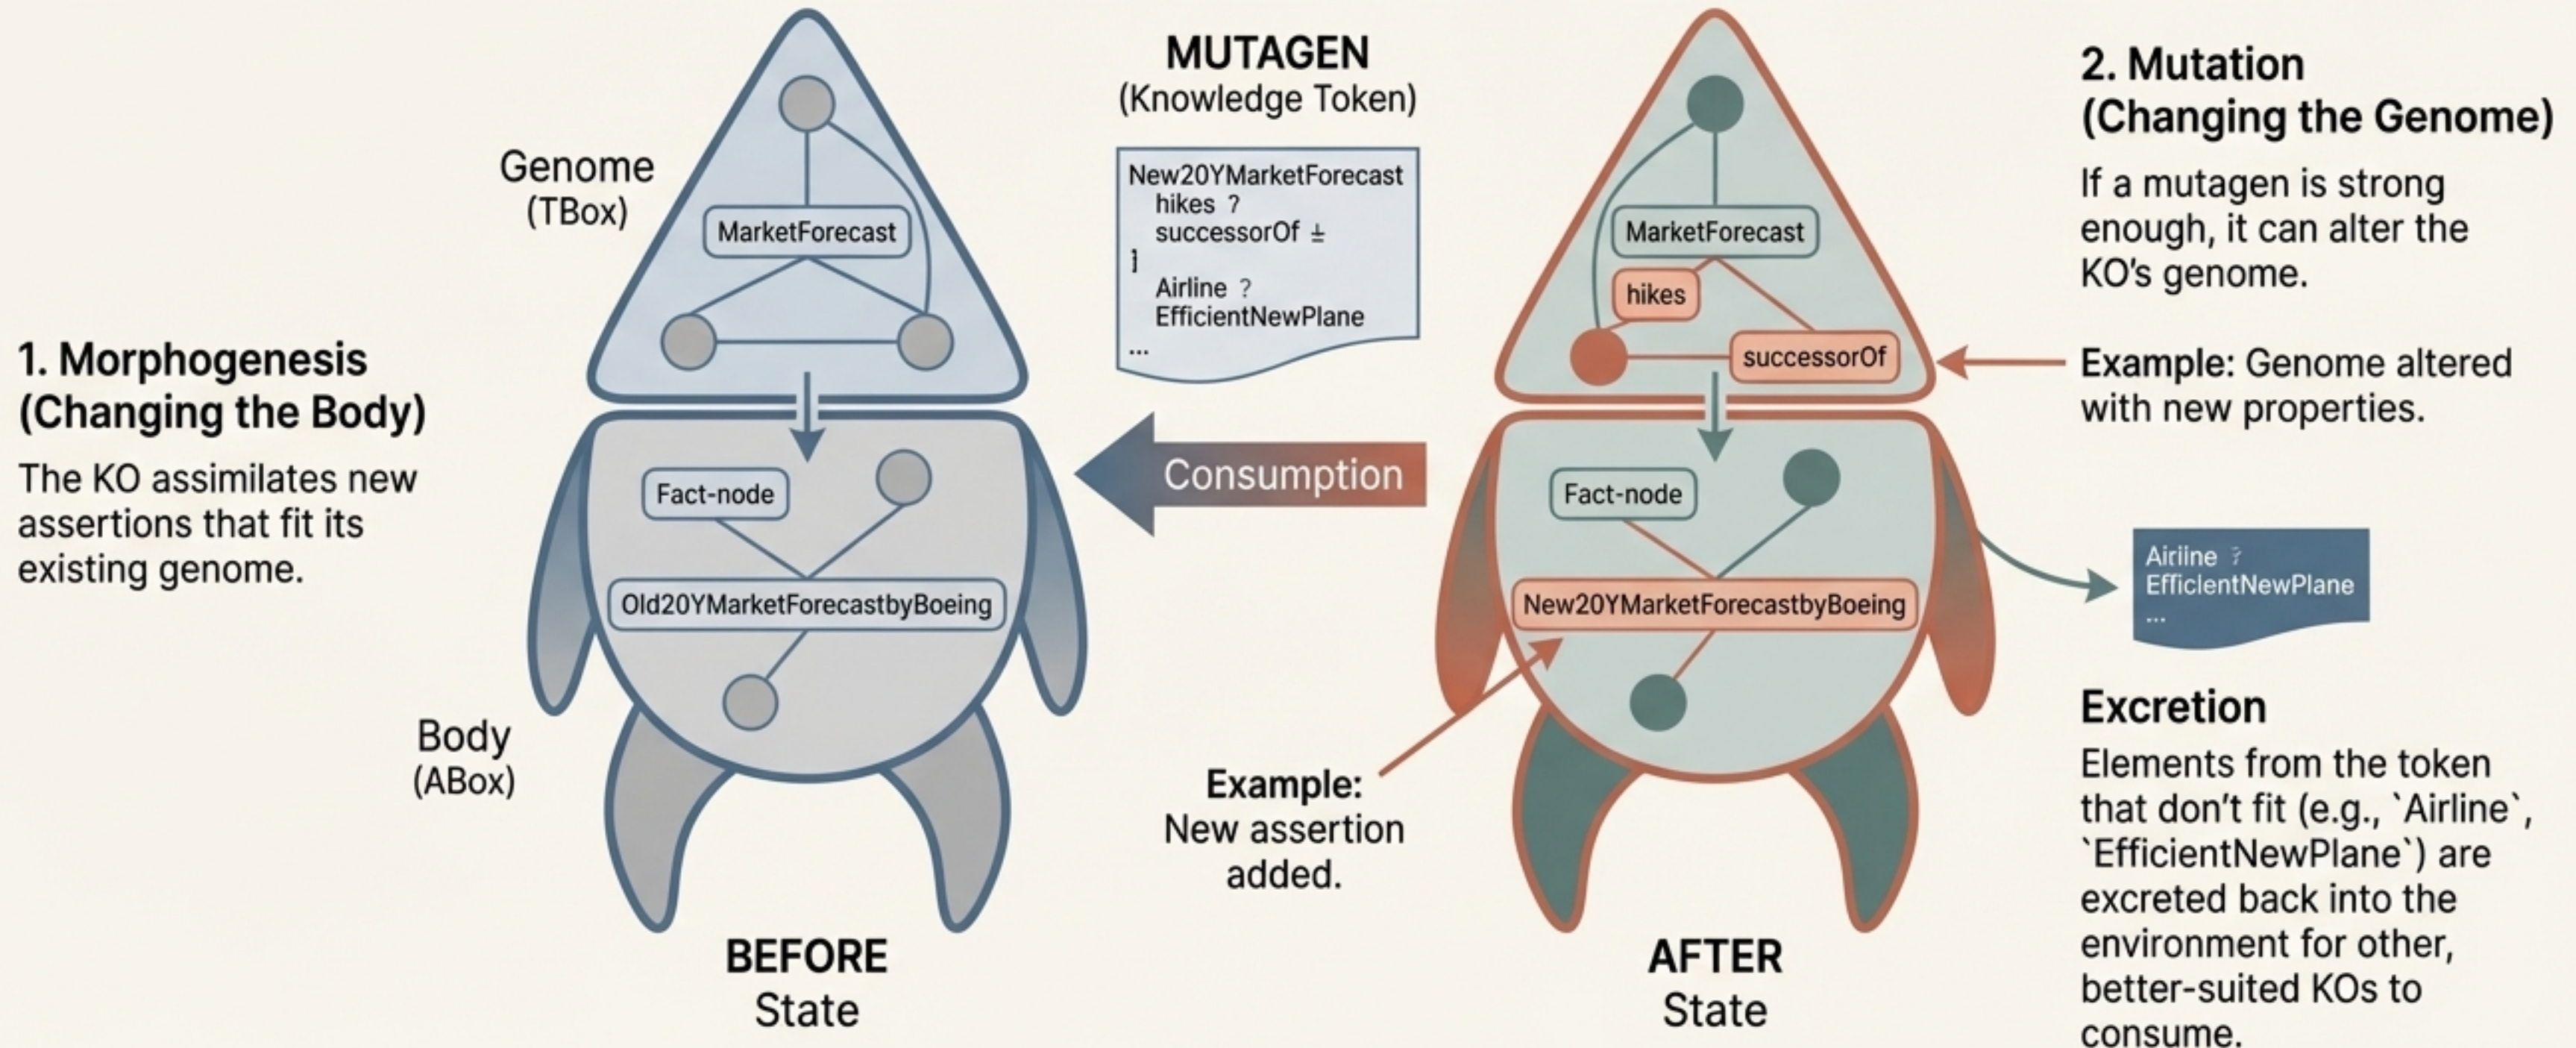 1. Morphogenesis
(Changing the Body)
The KO assimilates new
assertions that fit its
existing genome.
Genome
(TBox)
MarketForecast
Fact-node
Old20YMarketForecastbyBoeing
Body
(ABox)
BEFORE
State
MUTAGEN
(Knowledge Token)
New20YMarketForecast
hikes ?
successorOf ±
]
Airline ?
EfficientNewPlane
...
Consumption
Example:
New assertion
added.
MarketForecast
hikes
successorOf
Fact-node
New20YMarketForecastbyBoeing
AFTER
State
2. Mutation
(Changing the Genome)
If a mutagen is strong
enough, it can alter the
KO's genome.
Example: Genome altered
with new properties.
Airline ?
EfficientNewPlane
...
Excretion
Elements from the token
that don't fit (e.g., `Airline`,
`EfficientNewPlane`) are
excreted back into the
environment for other,
better-suited KOs to
consume.